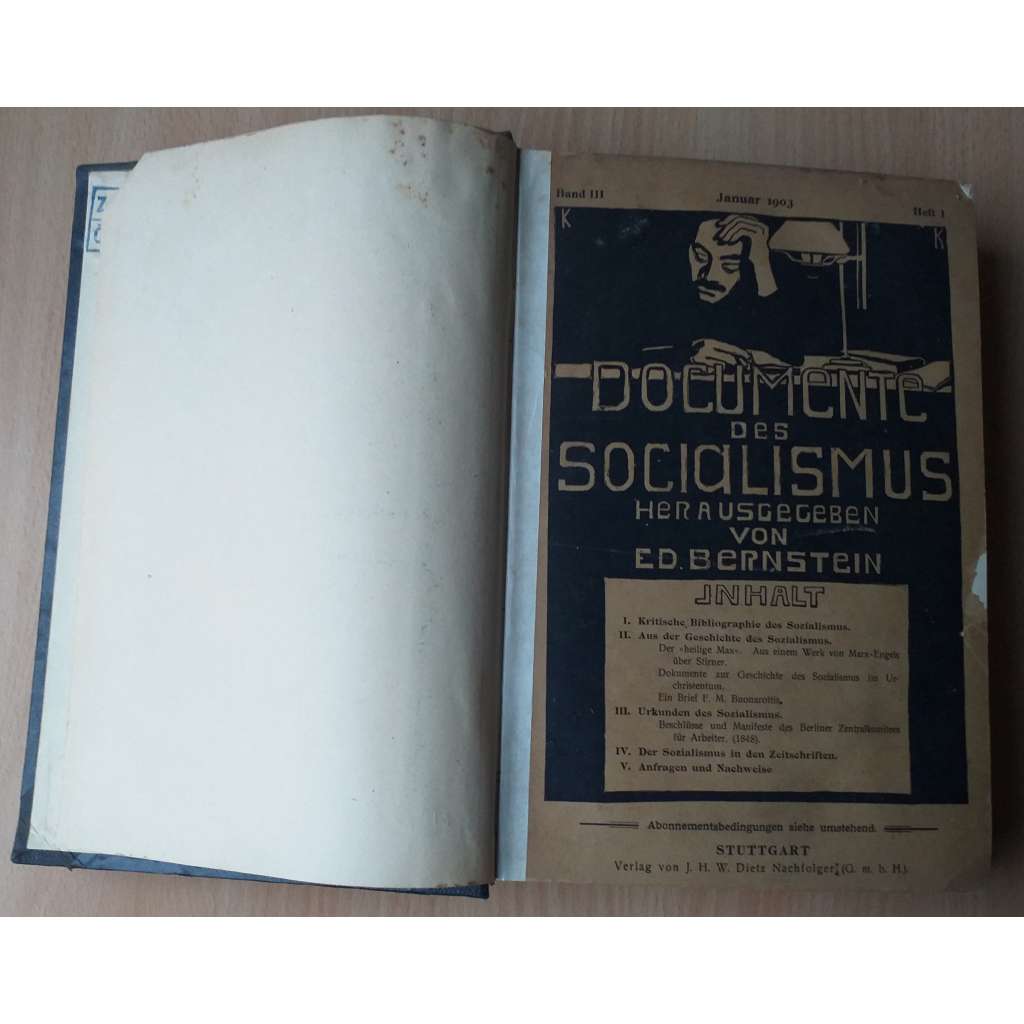 Band III
Januar 1903
Heft 1
K
K
DOCUMENTE
DES
SOCIALISMUS
HERAUSGEGEBEN
VON
ED. BERNSTEIN
JNHALT
I. Kritische Bibliographie des Sozialismus.
II. Aus der Geschichte des Sozialismus.
Der »heilige Max«. Aus einem Werk von Marx-Engels
über Stirner.
Dokumente zur Geschichte des Sozialismus im Ur-
christentum.
Ein Brief F. M. Buonarottis.
III. Urkunden des Sozialismus.
Beschlüsse und Manifeste des Berliner Zentralkomitees
für Arbeiter. (1848).
IV. Der Sozialismus in den Zeitschriften.
V. Anfragen und Nachweise
Abonnementsbedingungen siehe umstehend.
STUTTGART
Verlag von J. H. W. Dietz Nachfolger (G. m. b. H.)